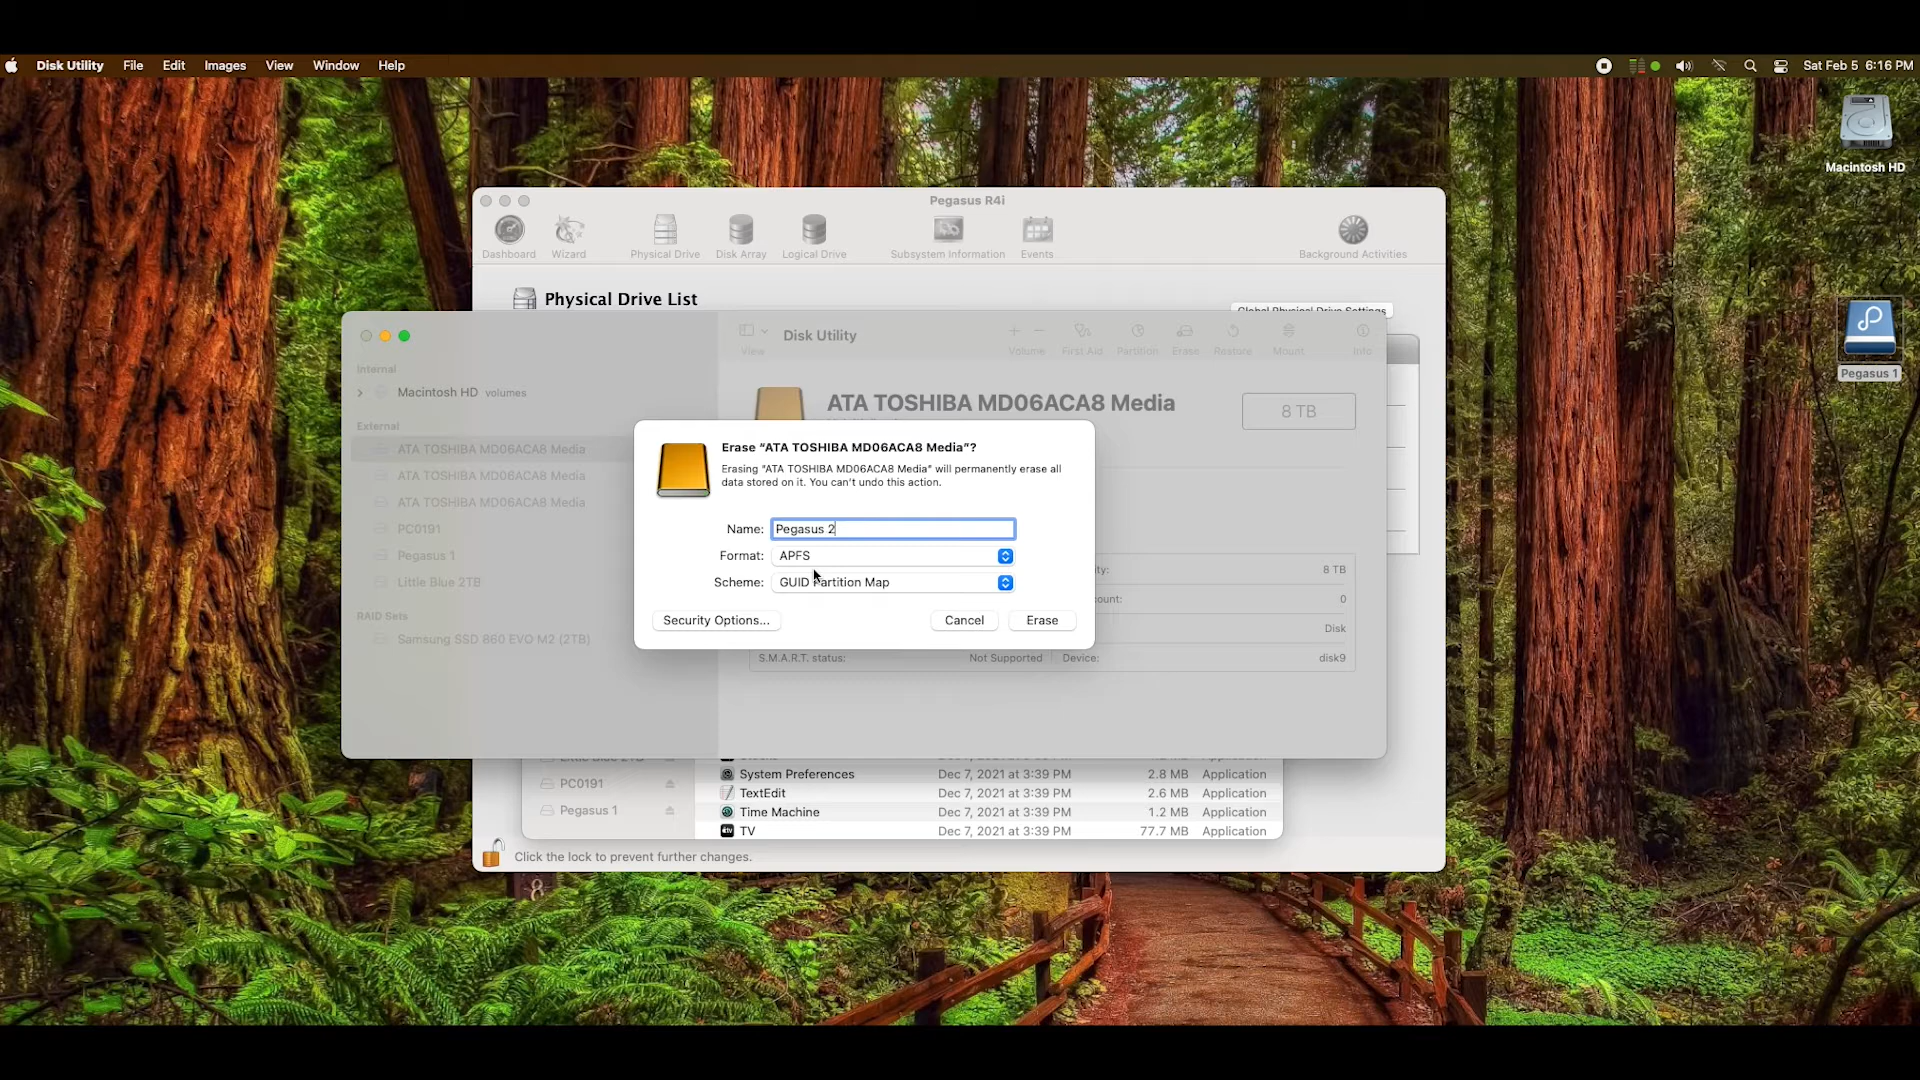 Disk Utility File Edit Images View Window Help Sat Feb 5 6:16 PM
Macintosh HD
Pegasus R4i
Dashboard Wizard Physical Drive Disk Array Logical Drive Subsystem Information Events Background Activities
Physical Drive List
Global Physical Drive Settings
Disk Utility
View Volume First Aid Partition Erase Restore Mount Info
Internal
Macintosh HD volumes
External
ATA TOSHIBA MD06ACA8 Media
ATA TOSHIBA MD06ACA8 Media
ATA TOSHIBA MD06ACA8 Media
PC0191
Pegasus 1
Little Blue 2TB
RAID Sets
Samsung SSD 860 EVO M2 (2TB)
ATA TOSHIBA MD06ACA8 Media
8 TB
Erase “ATA TOSHIBA MD06ACA8 Media”?
Erasing “ATA TOSHIBA MD06ACA8 Media” will permanently erase all
data stored on it. You can't undo this action.
Name: Pegasus 2
Format: APFS
Scheme: GUID Partition Map
Security Options... Cancel Erase
8 TB
0
Disk
S.M.A.R.T. status: Not Supported Device: disk9
Pegasus 1
Little Blue 2TB
PC0191
Pegasus 1
System Preferences Dec 7, 2021 at 3:39 PM 2.8 MB Application
TextEdit Dec 7, 2021 at 3:39 PM 2.6 MB Application
Time Machine Dec 7, 2021 at 3:39 PM 1.2 MB Application
TV Dec 7, 2021 at 3:39 PM 77.7 MB Application
Click the lock to prevent further changes.
8